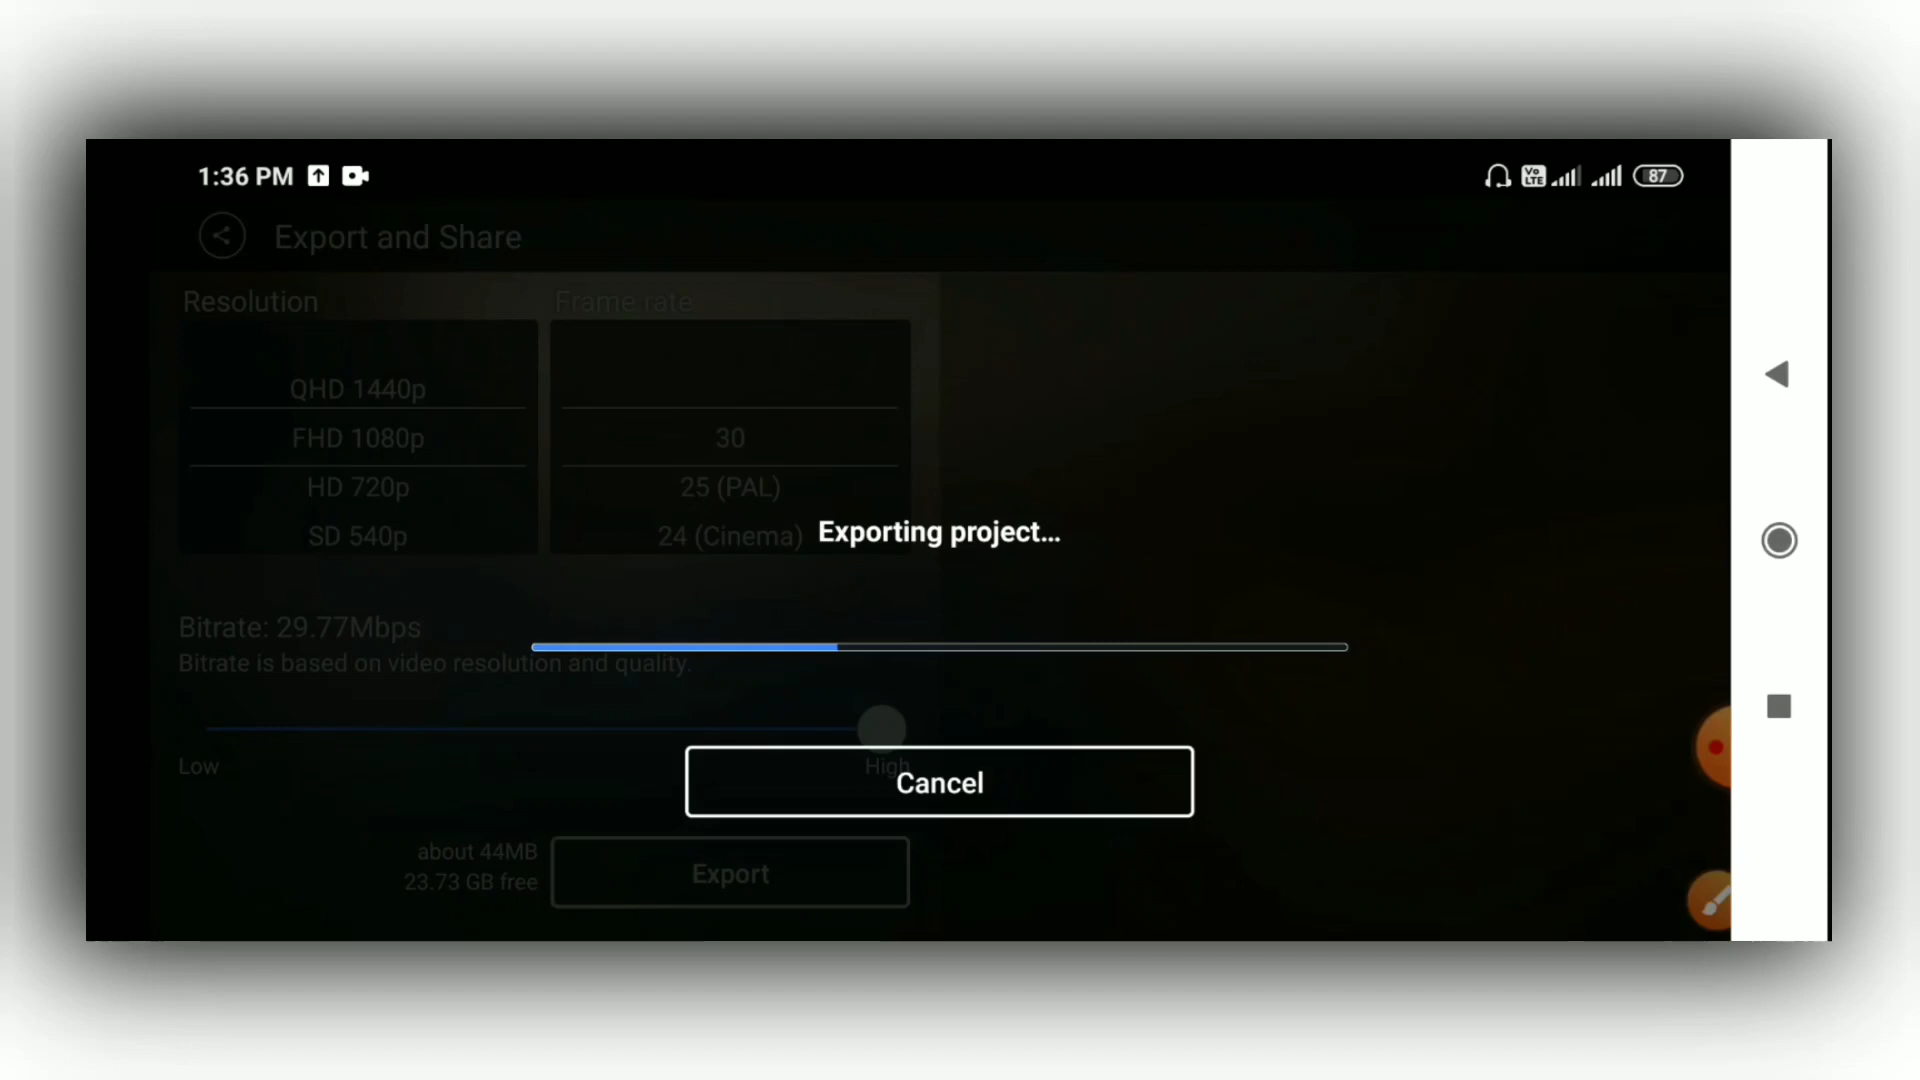 1:36 PM
Vo LTE
87
Export and Share
Resolution
Frame rate
QHD 1440p
FHD 1080p
30
HD 720p
25 (PAL)
SD 540p
24 (Cinema)
Exporting project...
Bitrate: 29.77Mbps
Bitrate is based on video resolution and quality.
Low
High
Cancel
about 44MB
23.73 GB free
Export